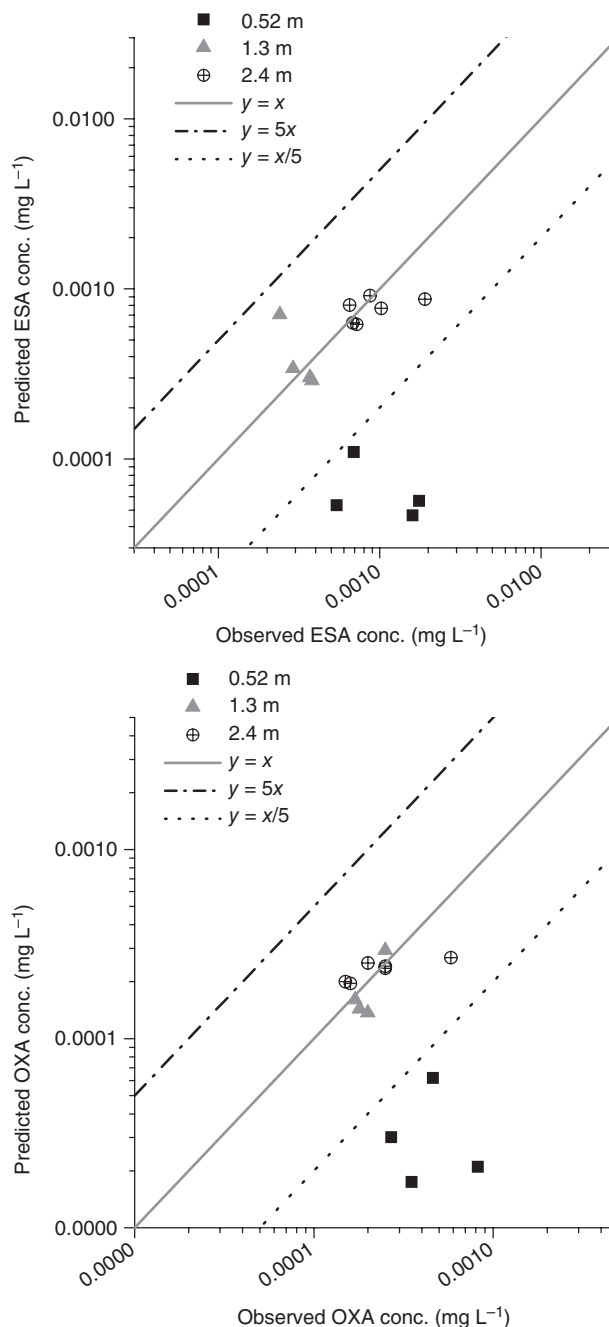 0.52 m
1.3 m
2.4 m
y = x
y = 5x
y = x/5
0.0100
0.0010
0.0001
Predicted ESA conc. (mg L⁻¹)
0.0001
0.0010
0.0100
Observed ESA conc. (mg L⁻¹)
0.52 m
1.3 m
2.4 m
y = x
y = 5x
y = x/5
0.0010
0.0001
0.0000
Predicted OXA conc. (mg L⁻¹)
0.0000
0.0001
0.0010
Observed OXA conc. (mg L⁻¹)